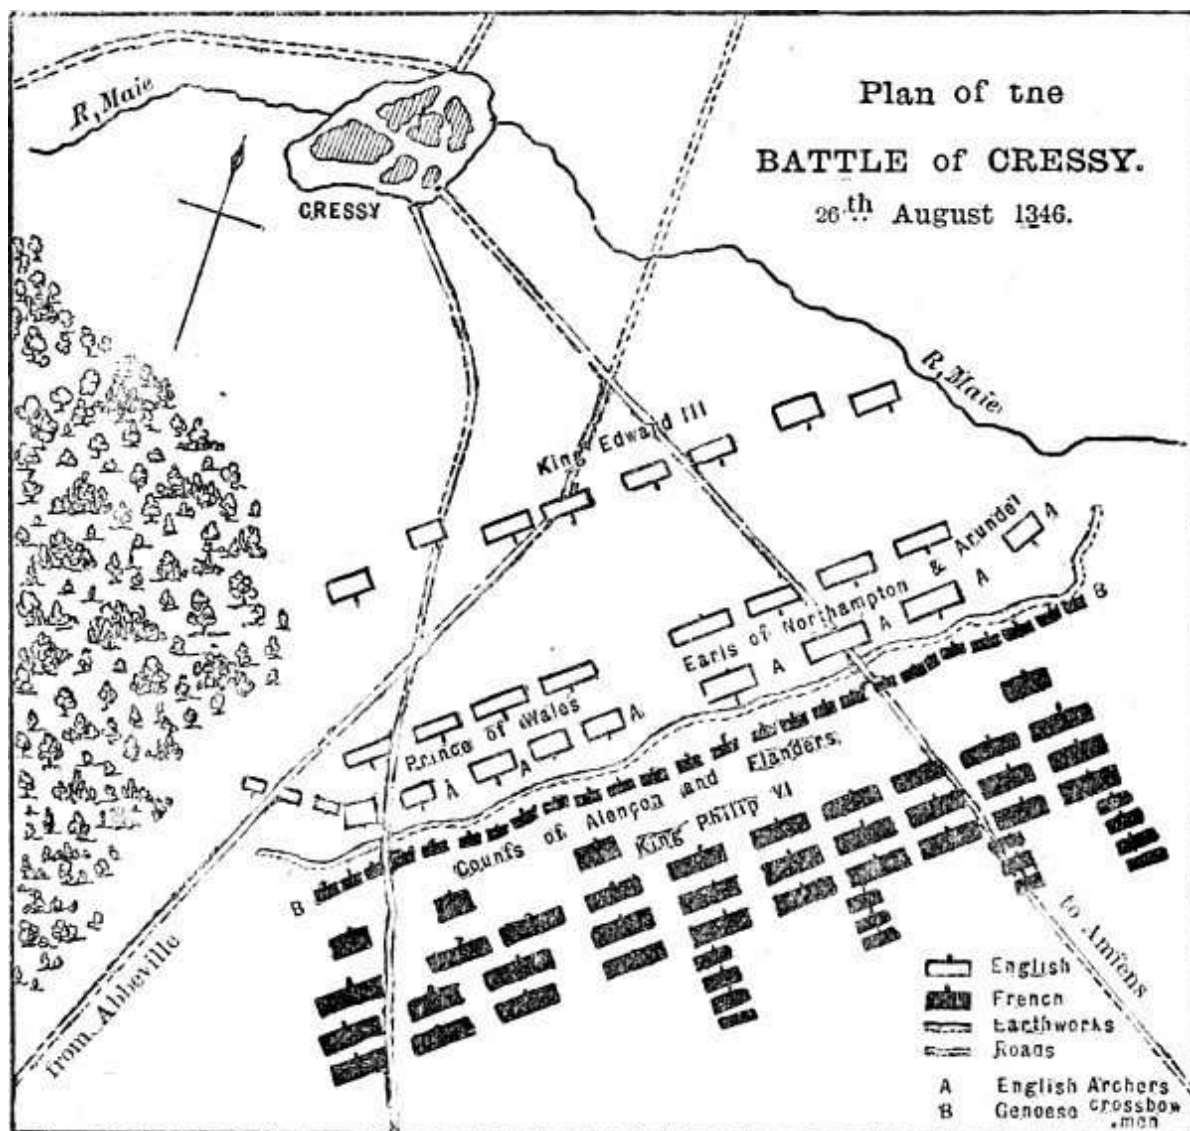 Plan of tne
BATTLE of CRESSY.
26th August 1346.
R, Maie
CRESSY
R, Maie
King Edward III
Earls of Northampton & Arundel
A
A
A
A
B
Prince of Wales
A
A
A
Counts of Alençon and Flanders,
King Philip VI
B
from Abbeville
to Amiens
English
French
Earthworks
Roads
A English Archers
B Genoese crossbow
.men